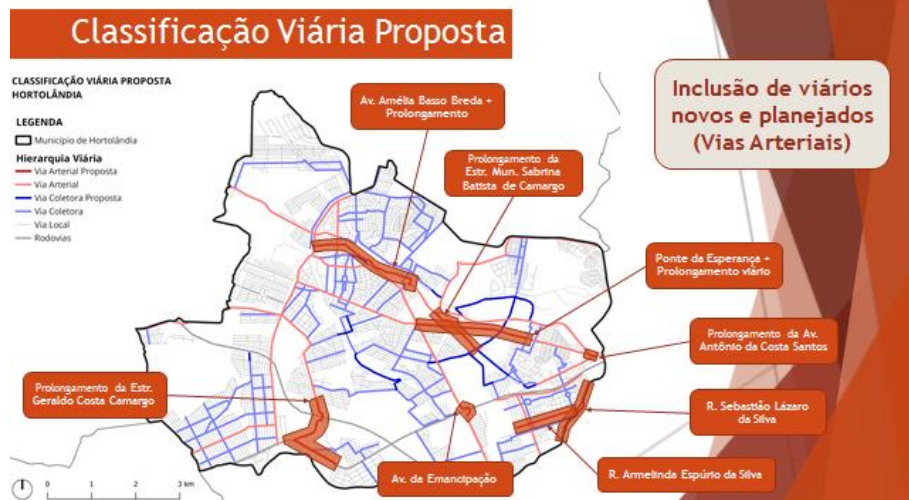 Classificação Viária Proposta
CLASSIFICAÇÃO VIÁRIA PROPOSTA
HORTOLÂNDIA
LEGENDA
Município de Hortolândia
Hierarquia Viária
Via Arterial Proposta
Via Arterial
Via Coletora Proposta
Via Coletora
Via Local
Rodovias
Inclusão de viários
novos e planejados
(Vias Arteriais)
Av. Amélia Basso Breda +
Prolongamento
Prolongamento da
Estr. Mun. Sabrina
Batista de Camargo
Ponte da Esperança +
Prolongamento viário
Prolongamento da Av.
Antônio da Costa Santos
Prolongamento da Estr.
Geraldo Costa Camargo
R. Sebastião Lázaro
da Silva
Av. da Emancipação
R. Armelinda Espúrio da Silva
0 1 2 3 km